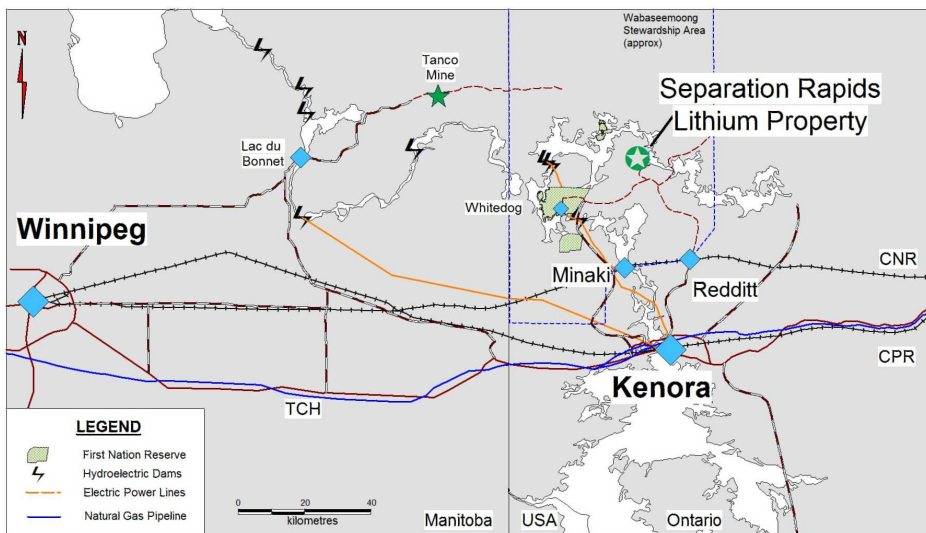 N
Wabaseemoong
Stewardship Area
(approx)
Tanco
Mine
Separation Rapids
Lithium Property
Lac du
Bonnet
Whitedog
Winnipeg
Minaki
CNR
Redditt
CPR
Kenora
TCH
LEGEND
First Nation Reserve
Hydroelectric Dams
Electric Power Lines
Natural Gas Pipeline
0 20 40
kilometres
Manitoba
USA
Ontario